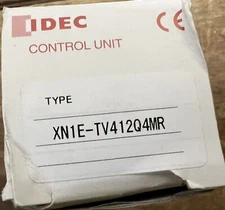 IDEC
CE
CONTROL UNIT
TYPE
XN1E-TV412Q4MR